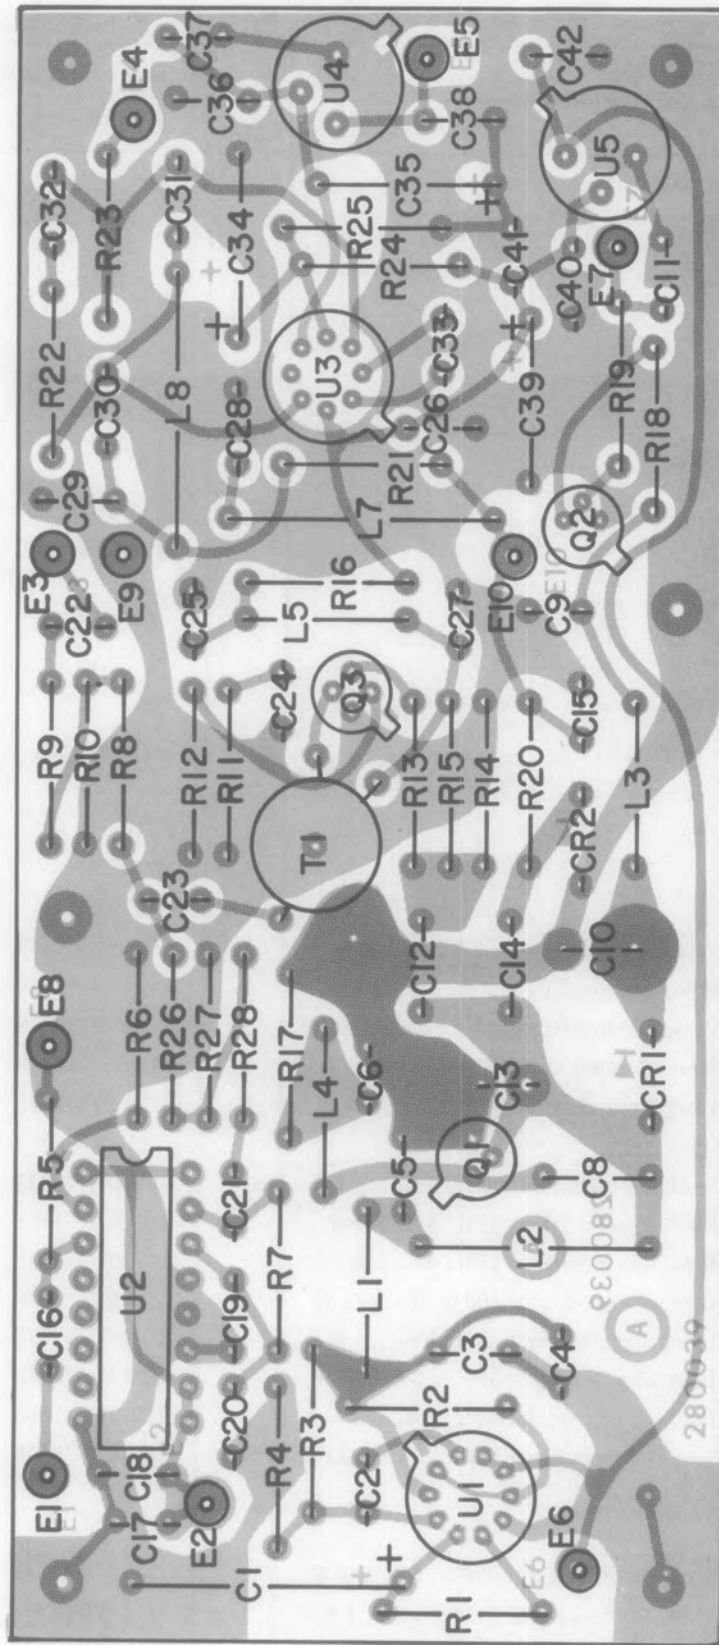 C37
E4
C36
U4
E5
C38
C42
U5
C32
R23
C31
C34
+
C35
+
R25
R24
C41
C40
E7
C11
R22
C30
L8
C28
U3
C33
C26
+
C39
R19
R18
C29
R21
L7
Q2
E3
E9
C22
C25
R16
L5
C27
E10
E10
C9
R9
R10
R8
R12
R11
C24
Q3
R13
R15
R14
R20
C15
L3
T1
CR2
C23
C12
C14
C10
E8
R6
R26
R27
R28
R17
L4
C6
C13
CR1
R5
U2
C21
C5
Q1
C8
C16
C19
R7
L1
L2
280039
A
280039
C20
R4
R3
R2
C3
C4
E1
E1
C18
C17
E2
C2
U1
E6
E6
C1
+
+
R1